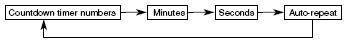 Countdown timer numbers
Minutes
Seconds
Auto-repeat